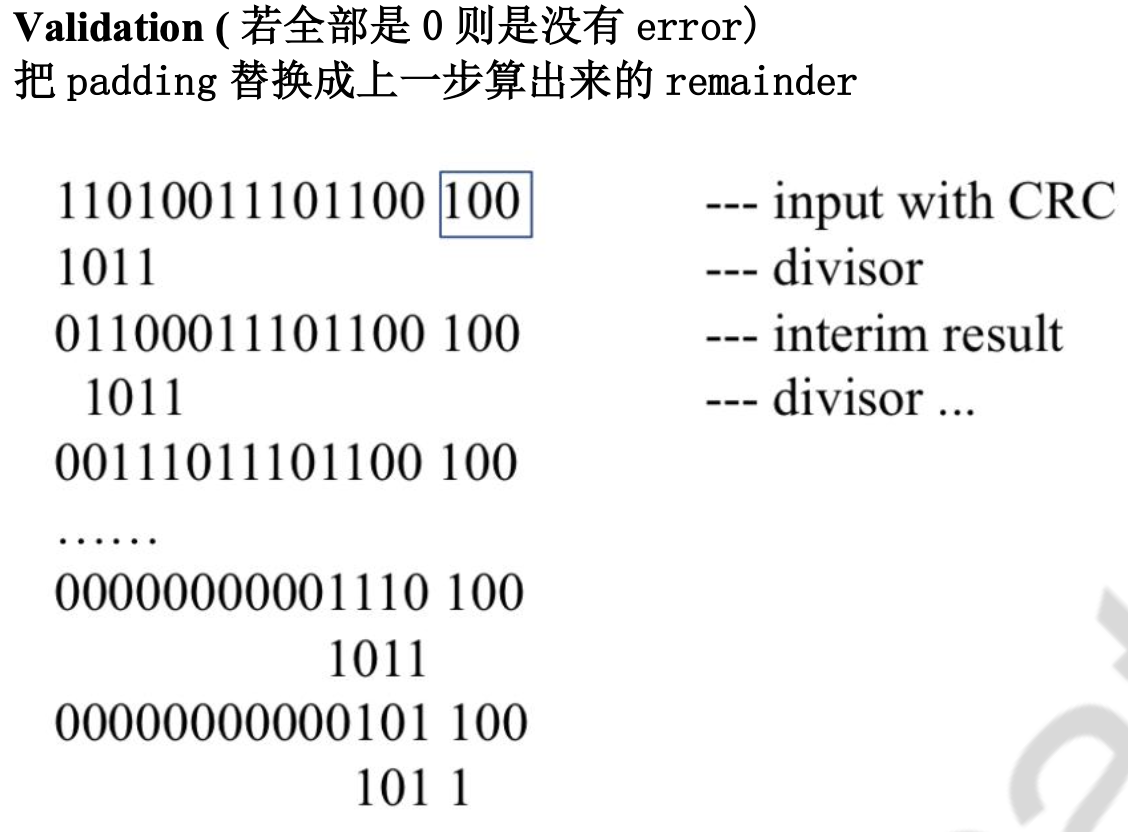 Validation ( 若全部是 0 则是没有 error)
把 padding 替换成上一步算出来的 remainder
11010011101100 100 --- input with CRC
1011 --- divisor
01100011101100 100 --- interim result
1011 --- divisor ...
00111011101100 100
......
00000000001110 100
1011
00000000000101 100
101 1